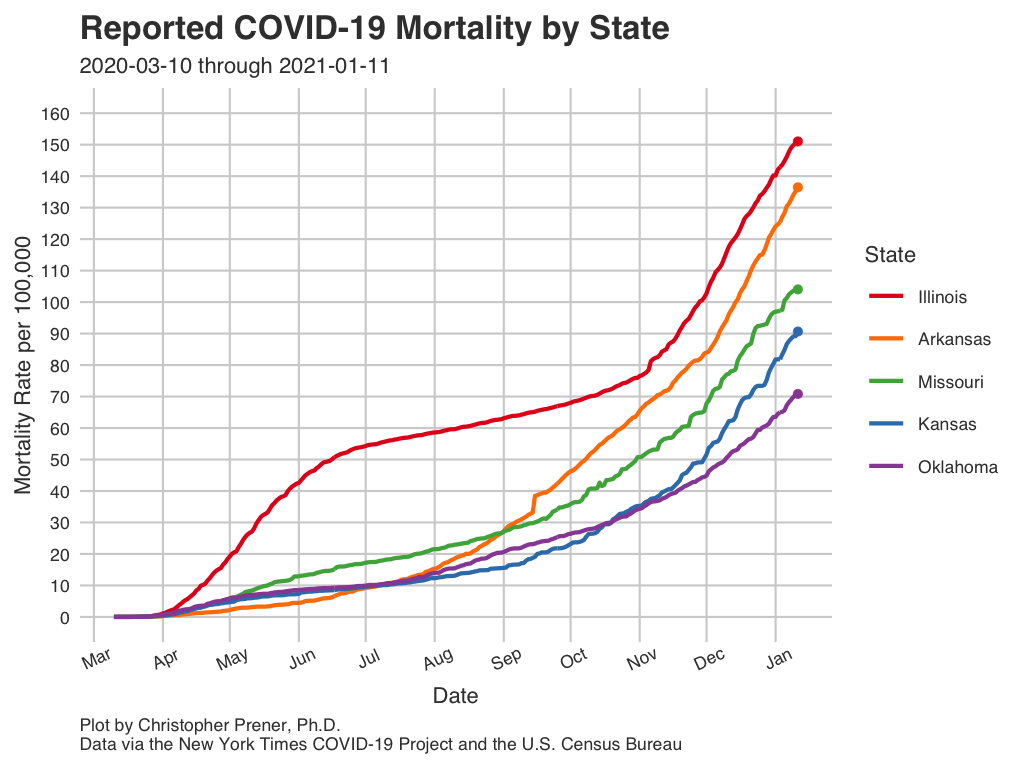 Reported COVID-19 Mortality by State
2020-03-10 through 2021-01-11
Mortality Rate per 100,000
160
150
140
130
120
110
100
90
80
70
60
50
40
30
20
10
0
Mar Apr May Jun Jul Aug Sep Oct Nov Dec Jan
Date
State
Illinois
Arkansas
Missouri
Kansas
Oklahoma
Plot by Christopher Prener, Ph.D.
Data via the New York Times COVID-19 Project and the U.S. Census Bureau